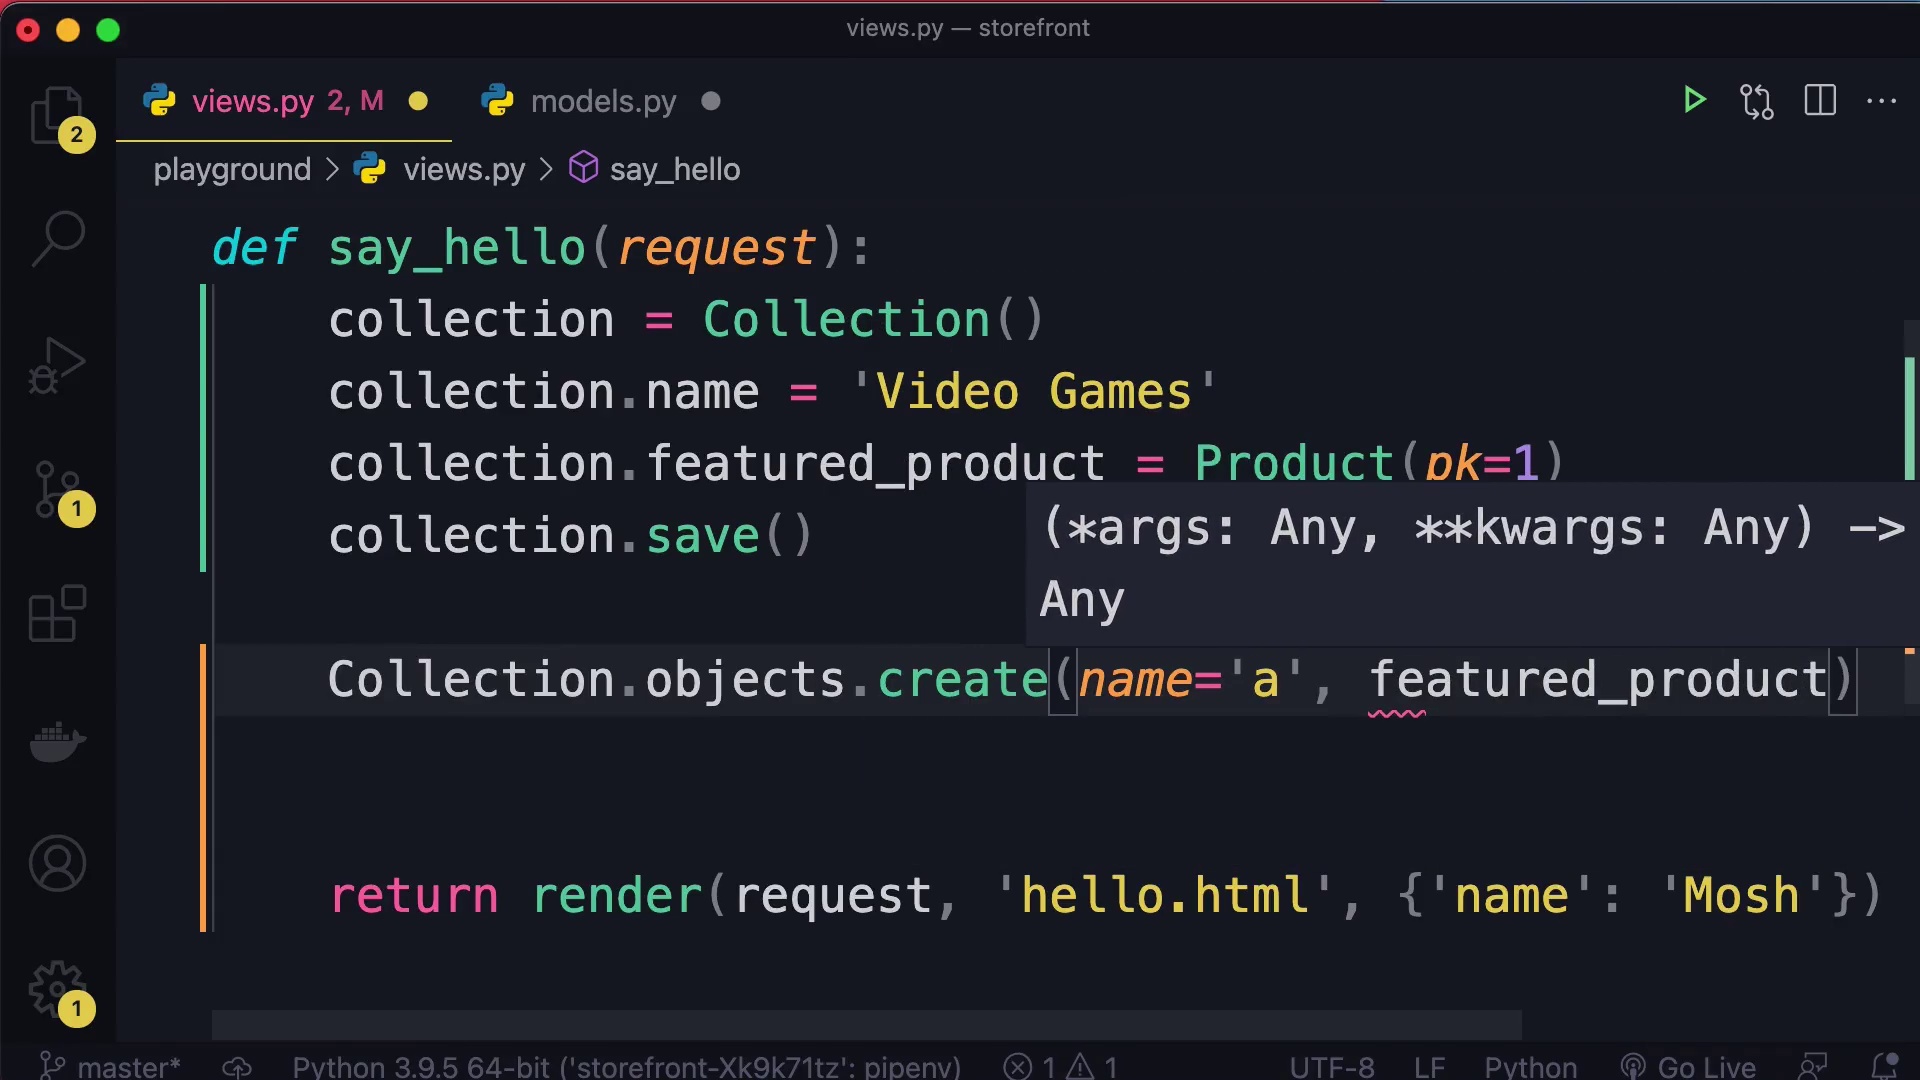 views.py — storefront
views.py 2, M
models.py
2
playground > views.py > say_hello
def say_hello(request):
collection = Collection()
collection.name = 'Video Games'
collection.featured_product = Product(pk=1)
(*args: Any, **kwargs: Any) —>
Any
collection.save()
1
Collection.objects.create(name='a', featured_product)
return render(request, 'hello.html', {'name': 'Mosh'})
1
master* Python 3.9.5 64-bit ('storefront-Xk9k71tz': pipenv) 1 1 UTF-8 LF Python Go Live